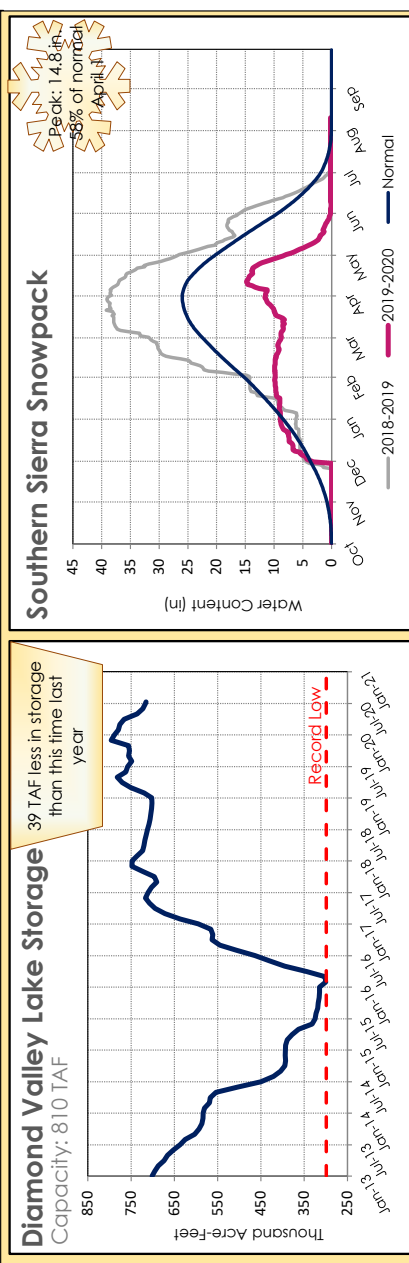 Diamond Valley Lake Storage
Capacity: 810 TAF
39 TAF less in storage
than this time last
year
Thousand Acre-Feet
850
750
650
550
450
350
250
Record Low
Jan-13
Jul-13
Jan-14
Jul-14
Jan-15
Jul-15
Jan-16
Jul-16
Jan-17
Jul-17
Jan-18
Jul-18
Jan-19
Jul-19
Jan-20
Jul-20
Jan-21
Southern Sierra Snowpack
Peak: 14.8 in.
58% of normal
April 1
Water Content (in)
45
40
35
30
25
20
15
10
5
0
Oct
Nov
Dec
Jan
Feb
Mar
Apr
May
Jun
Jul
Aug
Sep
2018-2019
2019-2020
Normal